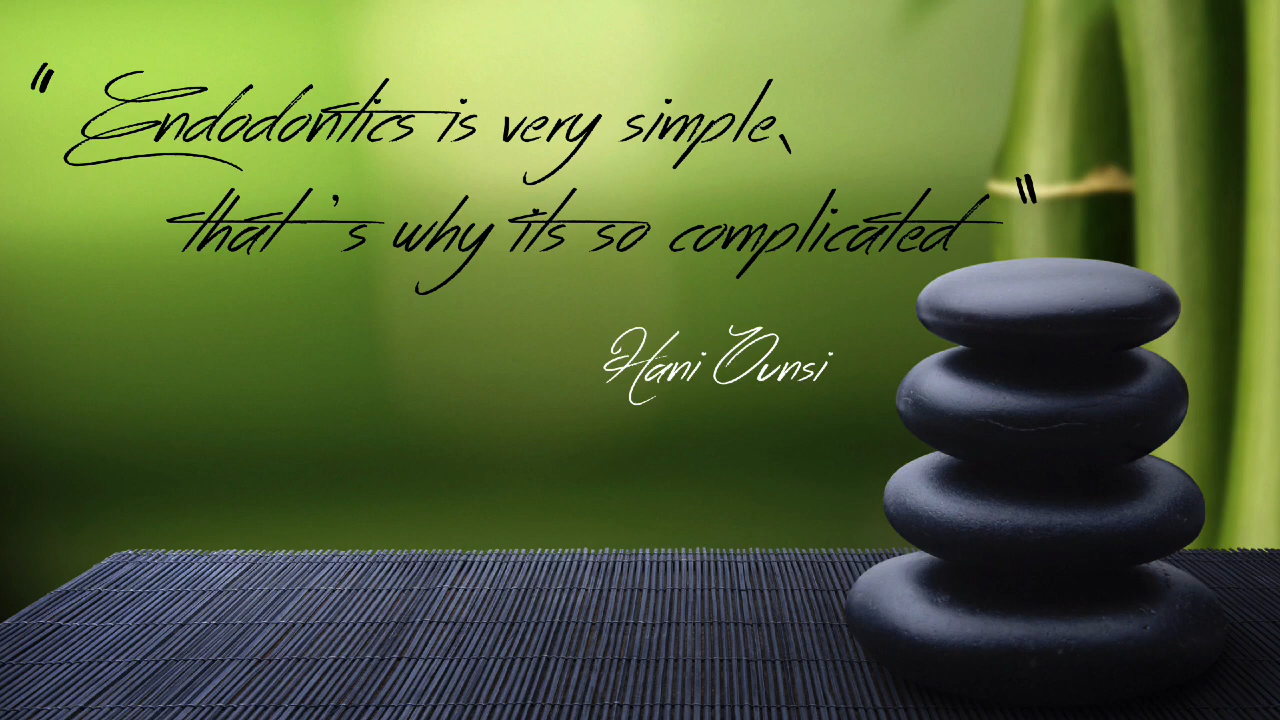 " Endodontics is very simple,
that's why its so complicated "
Hani Ounsi